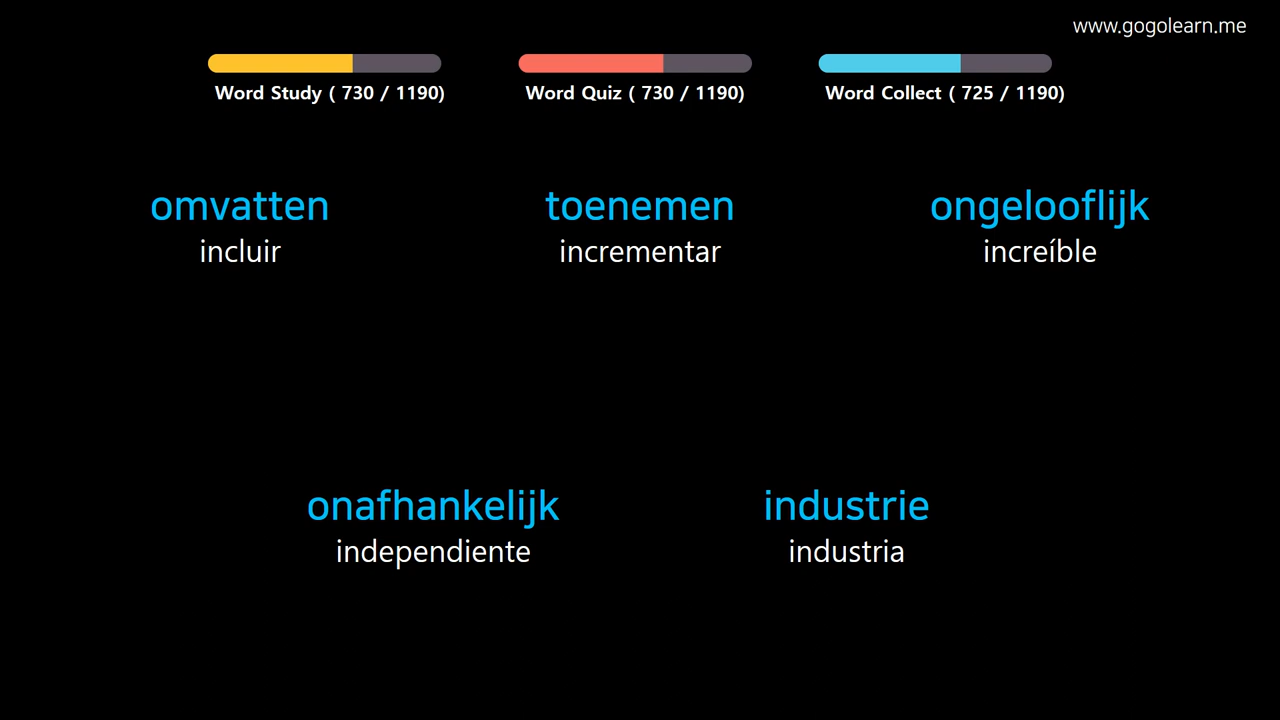 www.gogolearn.me
Word Study ( 730 / 1190)
Word Quiz ( 730 / 1190)
Word Collect ( 725 / 1190)
omvatten
incluir
toenemen
incrementar
ongelooflijk
increíble
onafhankelijk
independiente
industrie
industria